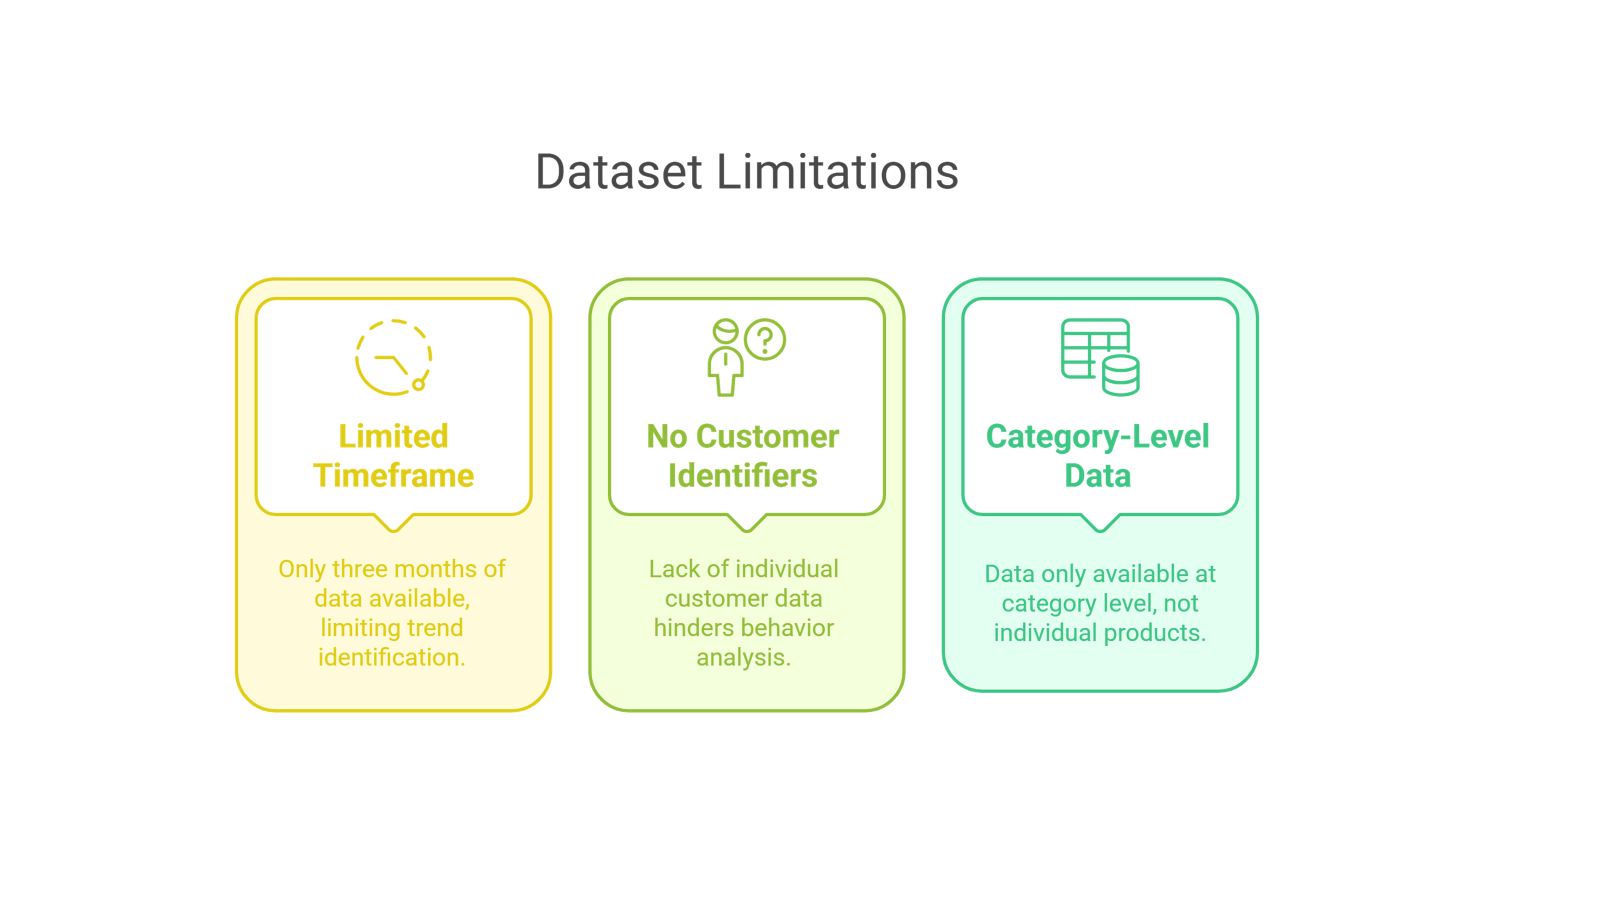 Dataset Limitations
Limited
Timeframe
Only three months of
data available,
limiting trend
identification.
No Customer
Identifiers
Lack of individual
customer data
hinders behavior
analysis.
Category-Level
Data
Data only available at
category level, not
individual products.